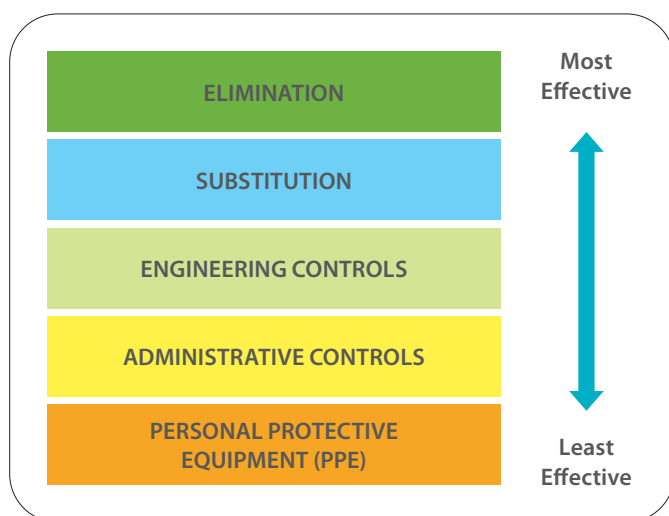 ELIMINATION
Most
Effective
SUBSTITUTION
ENGINEERING CONTROLS
ADMINISTRATIVE CONTROLS
PERSONAL PROTECTIVE
EQUIPMENT (PPE)
Least
Effective